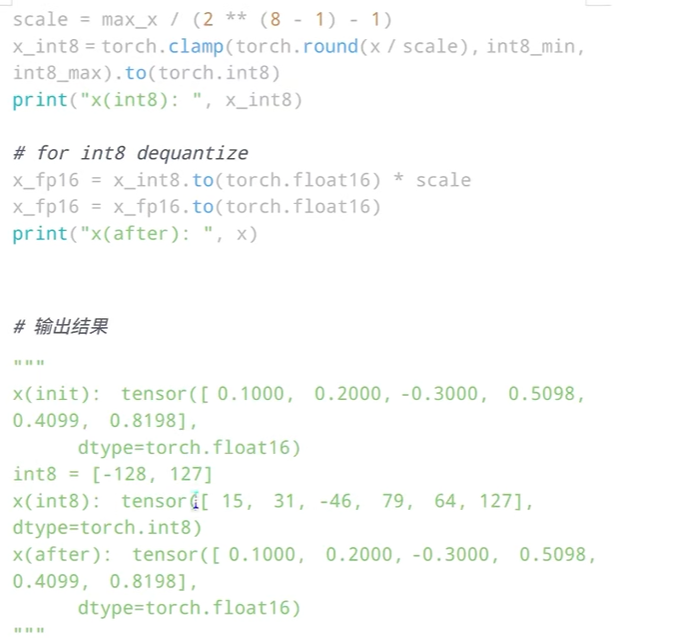 scale = max_x / (2 ** (8 - 1) - 1)
x_int8 = torch.clamp(torch.round(x / scale), int8_min,
int8_max).to(torch.int8)
print("x(int8): ", x_int8)
# for int8 dequantize
x_fp16 = x_int8.to(torch.float16) * scale
x_fp16 = x_fp16.to(torch.float16)
print("x(after): ", x)
# 输出结果
"""
x(init):  tensor([ 0.1000,  0.2000, -0.3000,  0.5098,
0.4099,  0.8198],
       dtype=torch.float16)
int8 = [-128, 127]
x(int8):  tensor([ 15,  31, -46,  79,  64, 127],
dtype=torch.int8)
x(after):  tensor([ 0.1000,  0.2000, -0.3000,  0.5098,
0.4099,  0.8198],
       dtype=torch.float16)
"""